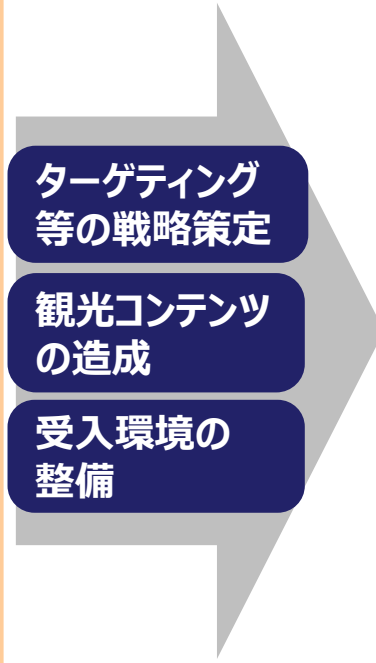 ターゲティング
等の戦略策定
観光コンテンツ
の造成
受入環境の
整備